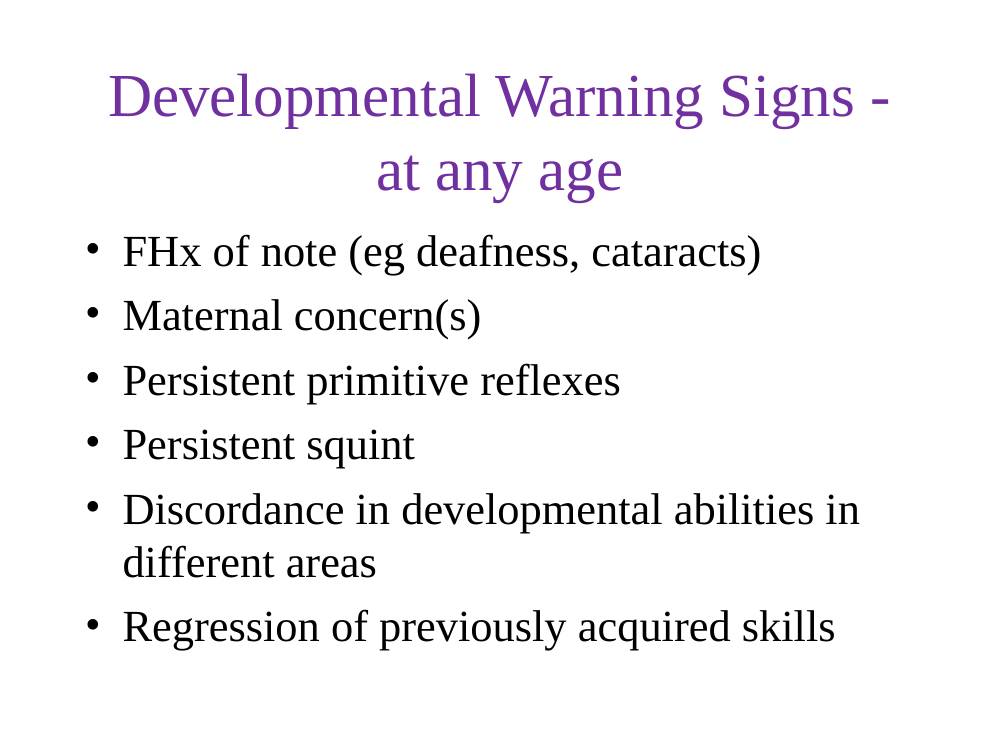 Developmental Warning Signs -
at any age
• FHx of note (eg deafness, cataracts)
• Maternal concern(s)
• Persistent primitive reflexes
• Persistent squint
• Discordance in developmental abilities in
different areas
• Regression of previously acquired skills